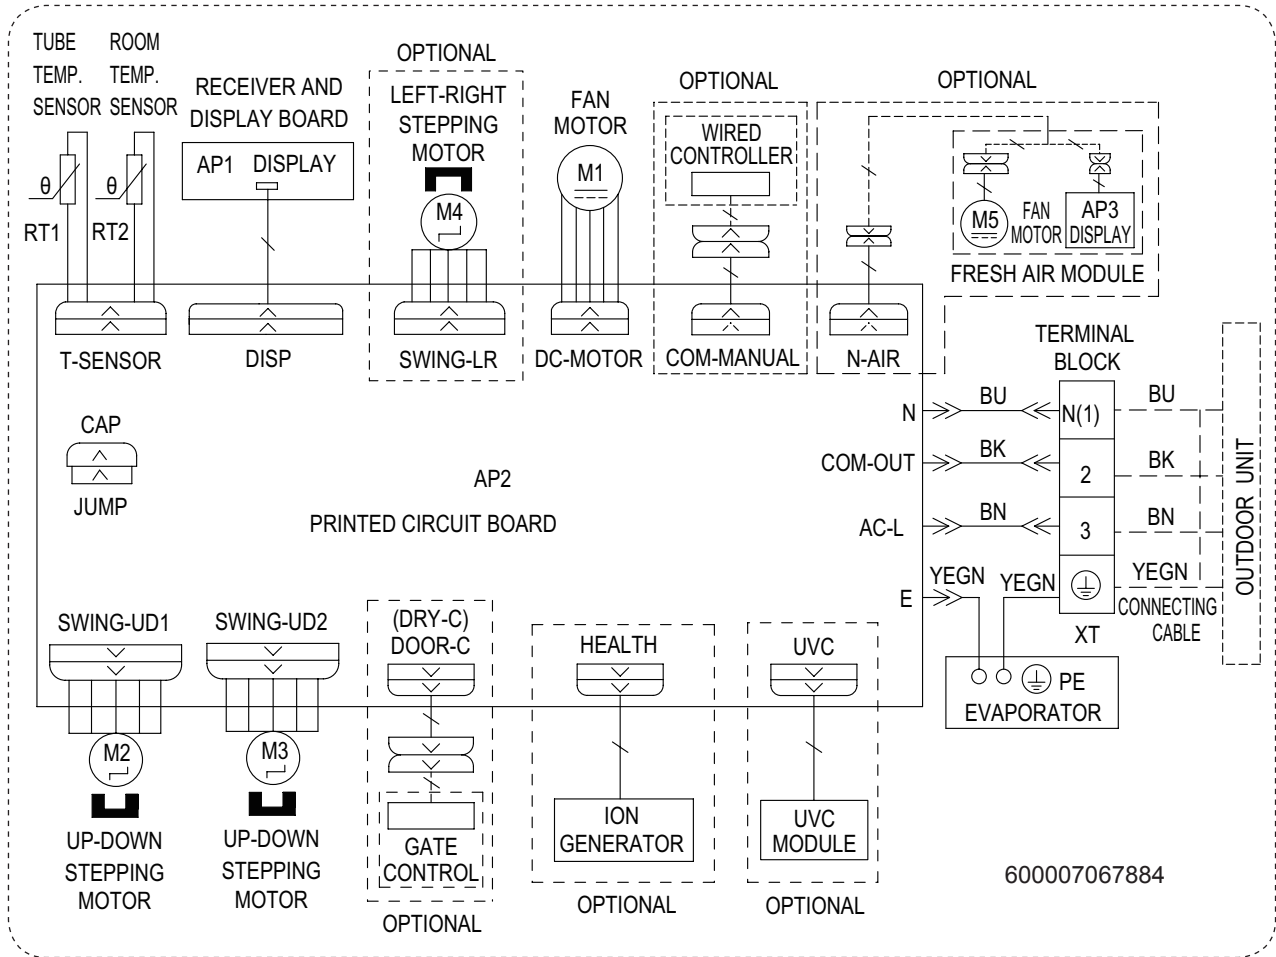 TUBE
TEMP.
SENSOR
ROOM
TEMP.
SENSOR
RECEIVER AND
DISPLAY BOARD
AP1 DISPLAY
OPTIONAL
LEFT-RIGHT
STEPPING
MOTOR
M4
FAN
MOTOR
M1
OPTIONAL
WIRED
CONTROLLER
OPTIONAL
M5
FAN
MOTOR
AP3
DISPLAY
FRESH AIR MODULE
θ
RT1
θ
RT2
T-SENSOR
DISP
SWING-LR
DC-MOTOR
COM-MANUAL
N-AIR
TERMINAL
BLOCK
CAP
JUMP
AP2
PRINTED CIRCUIT BOARD
N
BU
N(1)
BU
COM-OUT
BK
2
BK
AC-L
BN
3
BN
E
YEGN
YEGN
YEGN
CONNECTING
CABLE
XT
OUTDOOR UNIT
PE
EVAPORATOR
SWING-UD1
M2
UP-DOWN
STEPPING
MOTOR
SWING-UD2
M3
UP-DOWN
STEPPING
MOTOR
(DRY-C)
DOOR-C
GATE
CONTROL
OPTIONAL
HEALTH
ION
GENERATOR
OPTIONAL
UVC
UVC
MODULE
OPTIONAL
600007067884